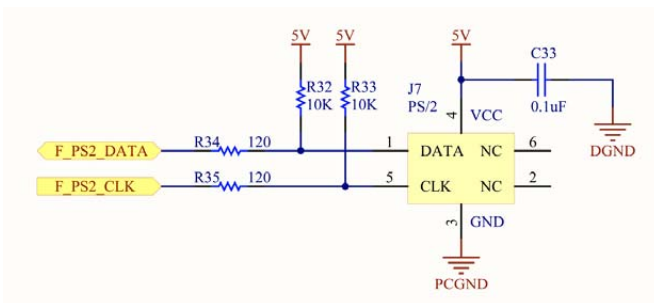 5V 5V 5V
C33
R32 R33 J7
10K 10K PS/2 0.1uF
4 VCC
DGND
F_PS2_DATA R34 120 1 DATA NC 6
F_PS2_CLK R35 120 5 CLK NC 2
3 GND
PCGND